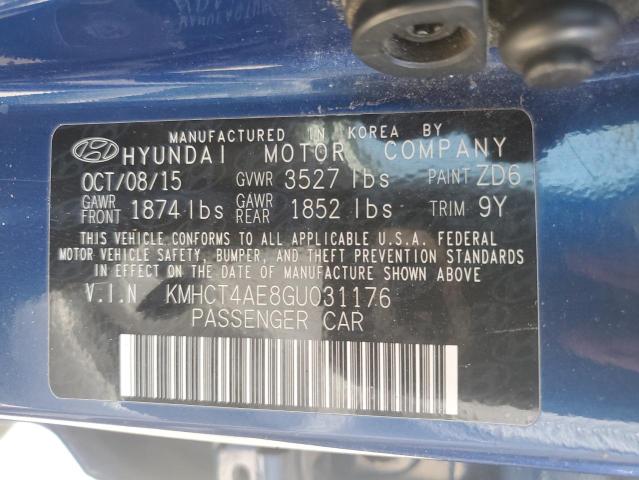 MANUFACTURED IN KOREA BY
HYUNDAI MOTOR COMPANY
OCT/08/15 GVWR 3527 lbs PAINT ZD6
GAWR FRONT 1874 lbs GAWR REAR 1852 lbs TRIM 9Y
THIS VEHICLE CONFORMS TO ALL APPLICABLE U.S.A. FEDERAL
MOTOR VEHICLE SAFETY, BUMPER, AND THEFT PREVENTION STANDARDS
IN EFFECT ON THE DATE OF MANUFACTURE SHOWN ABOVE.
V.I.N KMHCT4AE8GU031176
PASSENGER CAR